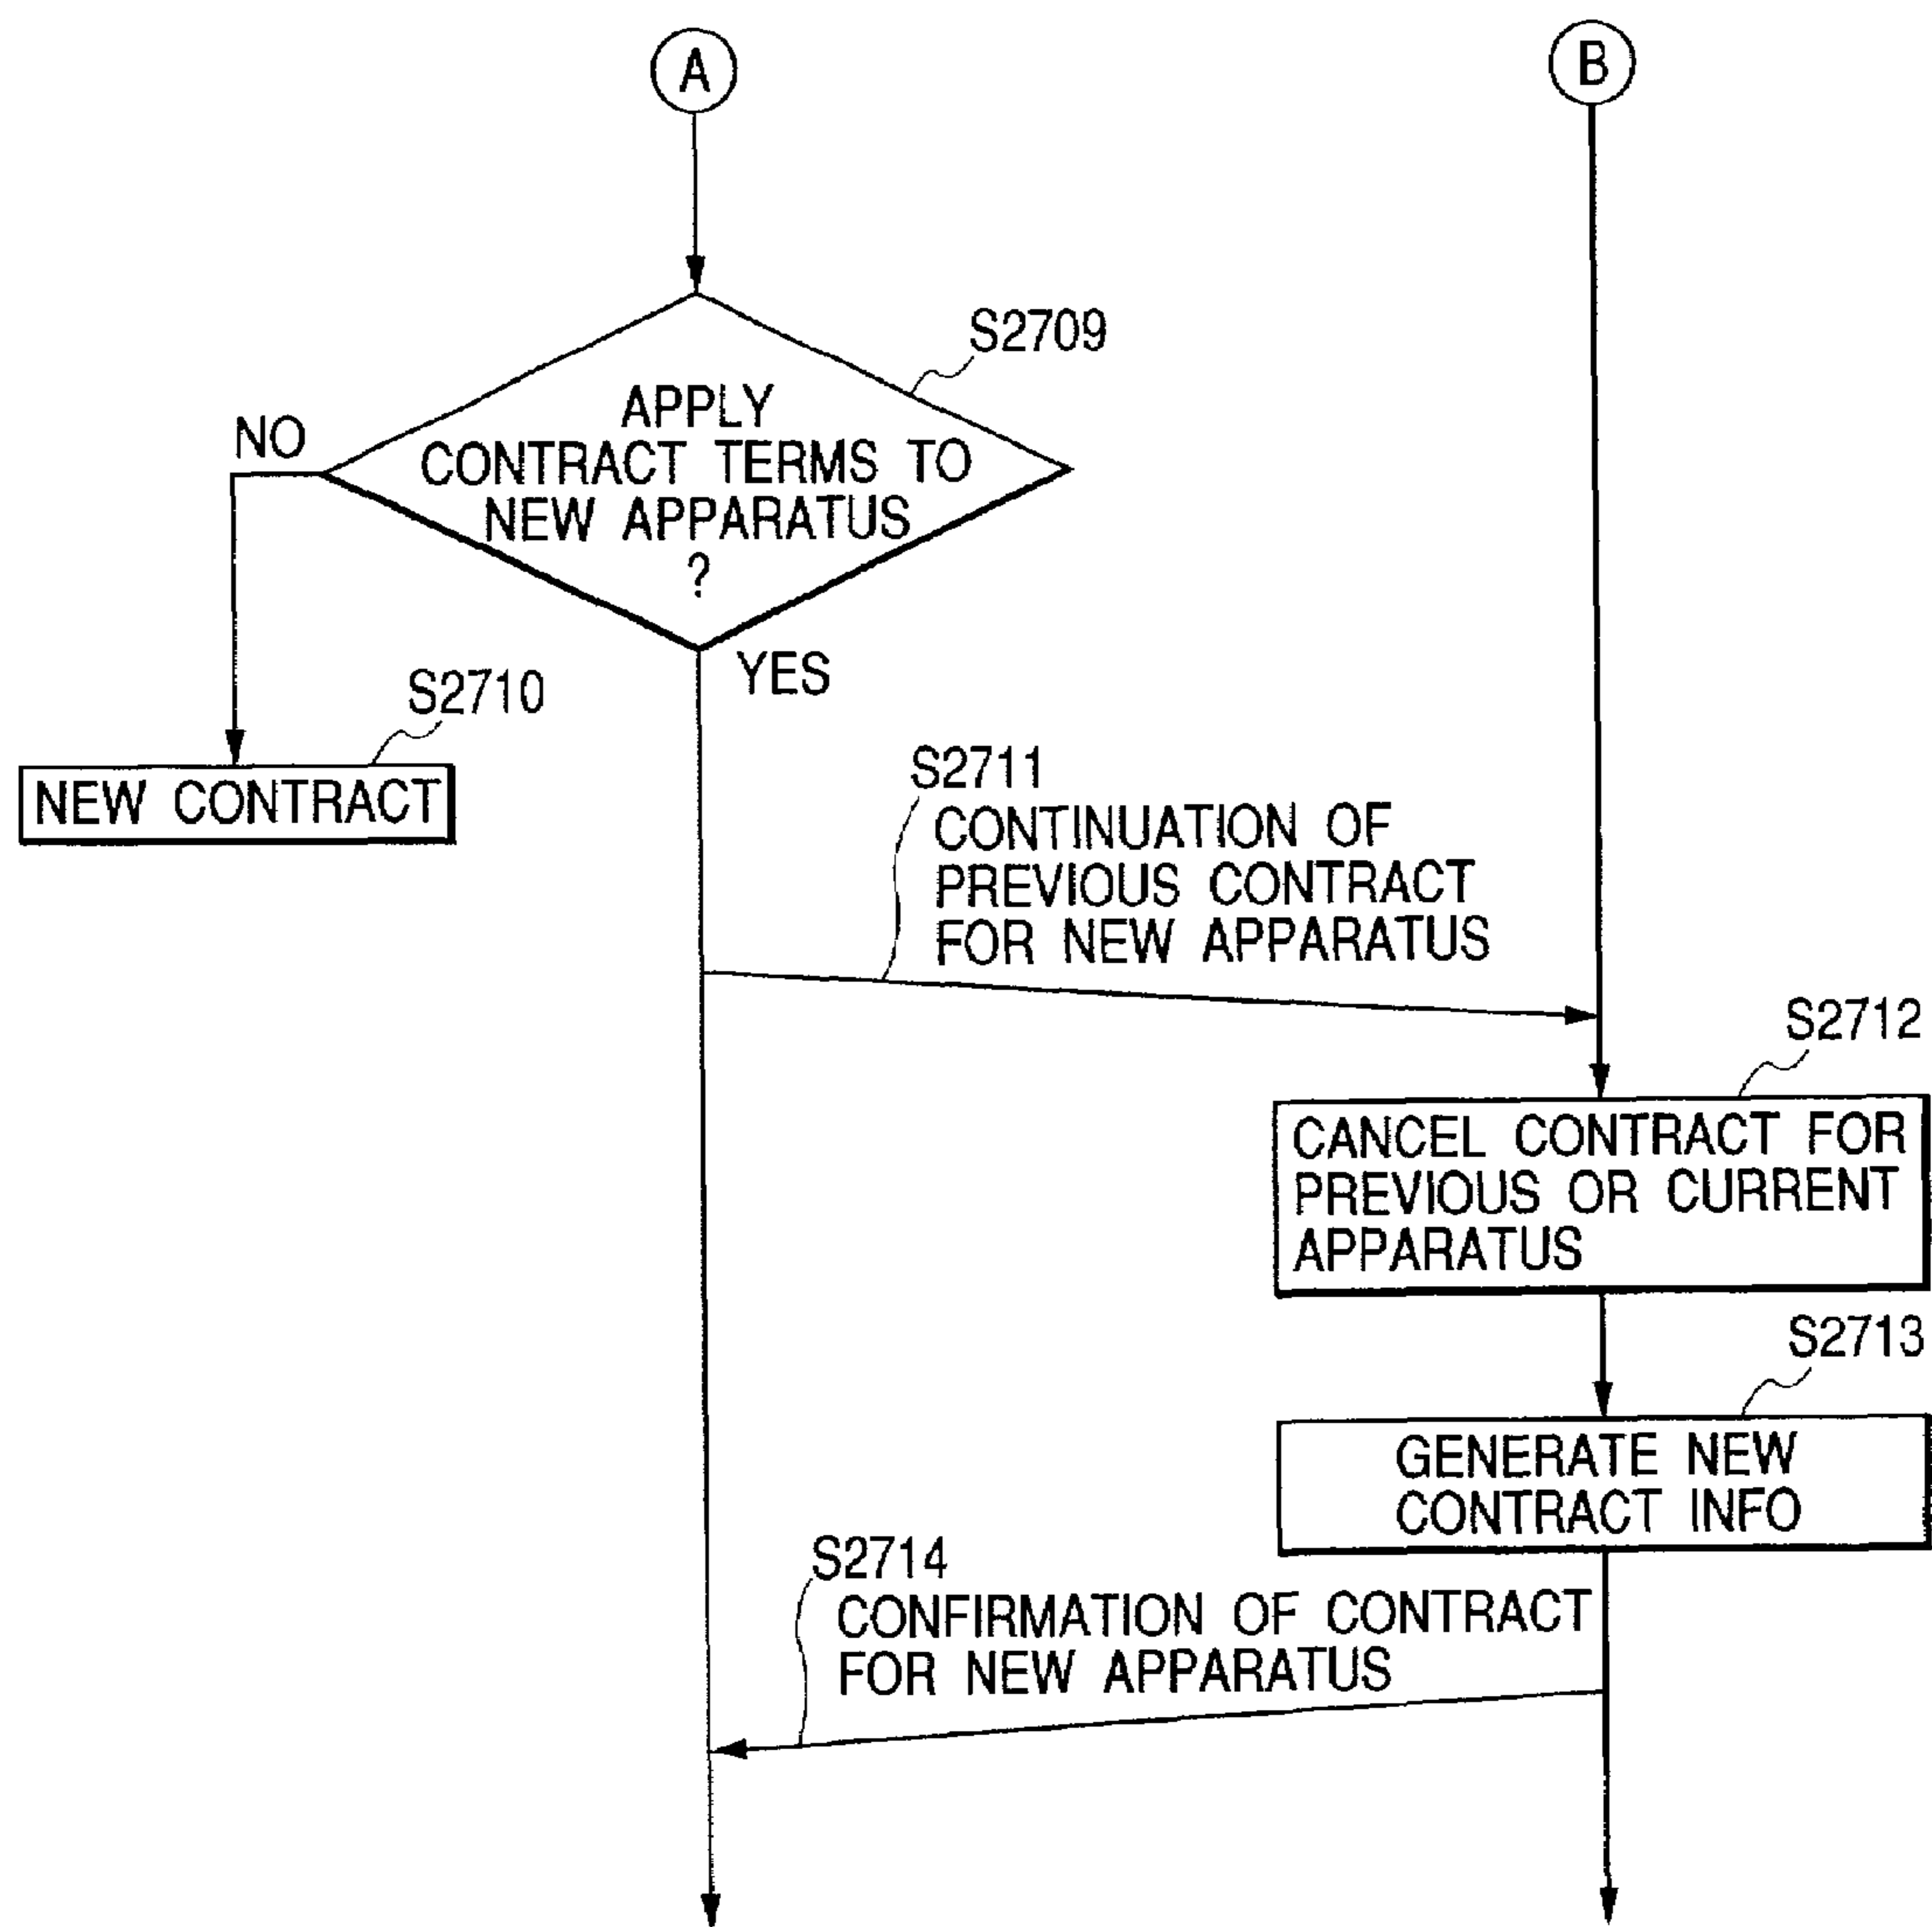 A
B
S2709
APPLY
CONTRACT TERMS TO
NEW APPARATUS
?
NO
YES
S2710
NEW CONTRACT
S2711
CONTINUATION OF
PREVIOUS CONTRACT
FOR NEW APPARATUS
S2712
CANCEL CONTRACT FOR
PREVIOUS OR CURRENT
APPARATUS
S2713
GENERATE NEW
CONTRACT INFO
S2714
CONFIRMATION OF CONTRACT
FOR NEW APPARATUS